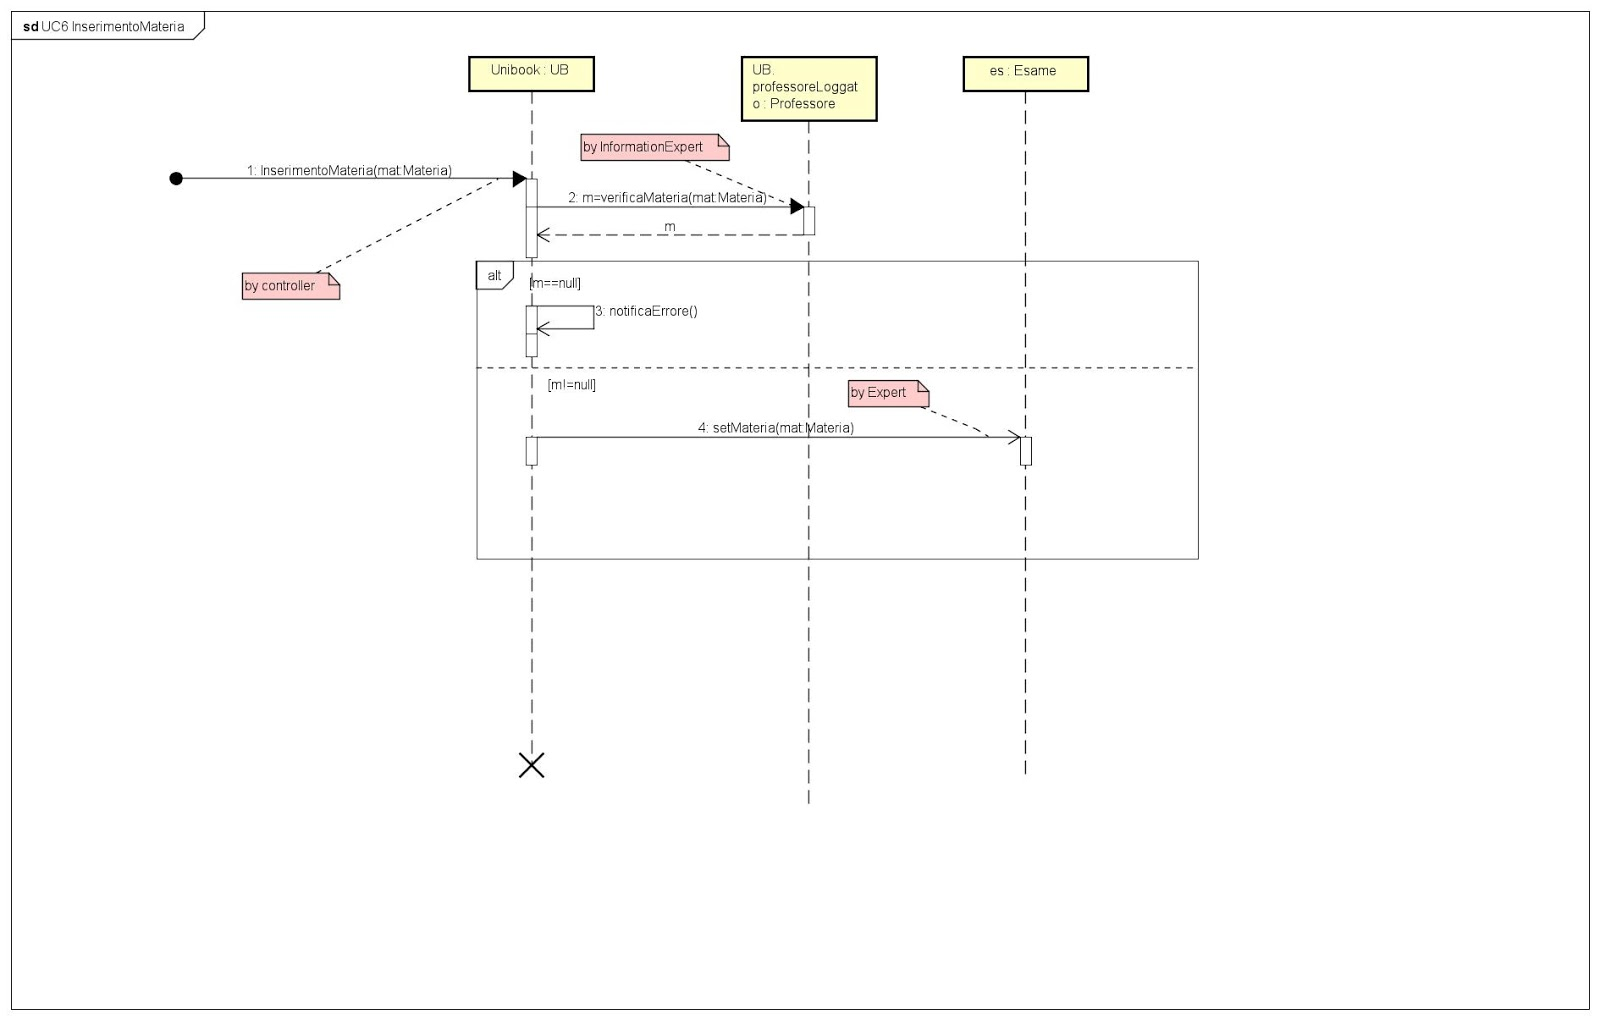 sd UC6 InserimentoMateria
Unibook : UB
UB.
professoreLoggat
o : Professore
es : Esame
by InformationExpert
1: InserimentoMateria(mat:Materia)
2: m=verificaMateria(mat:Materia)
m
by controller
alt
[m==null]
3: notificaErrore()
[m!=null]
by Expert
4: setMateria(mat:Materia)